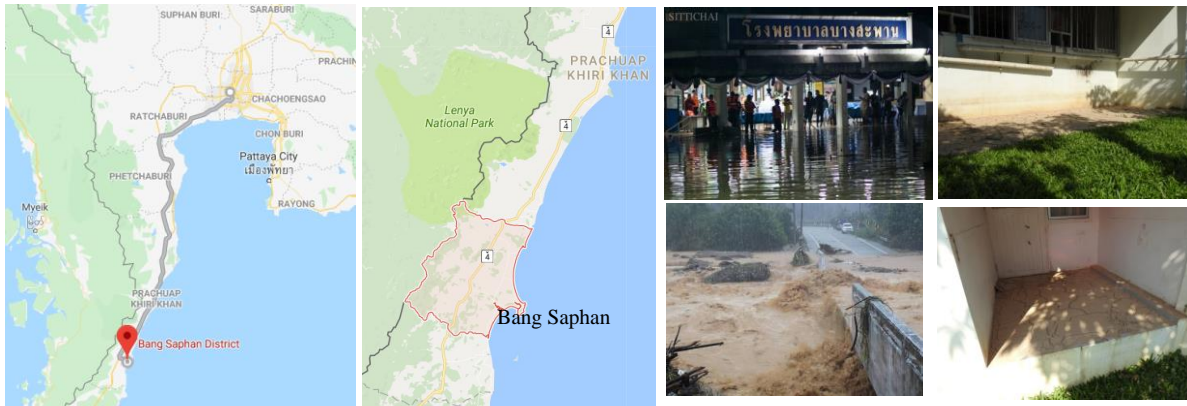 SUPHAN BURI
SARABURI
PRACHIN
CHACHOENGSAO
RATCHABURI
CHON BURI
Pattaya City
เมืองพัทยา
PHETCHABURI
RAYONG
Myeik
PRACHUAP
KHIRI KHAN
Bang Saphan District
4
PRACHUAP
KHIRI KHAN
Lenya
National Park
4
4
Bang Saphan
SITTICHAI
โรงพยาบาลบางสะพาน